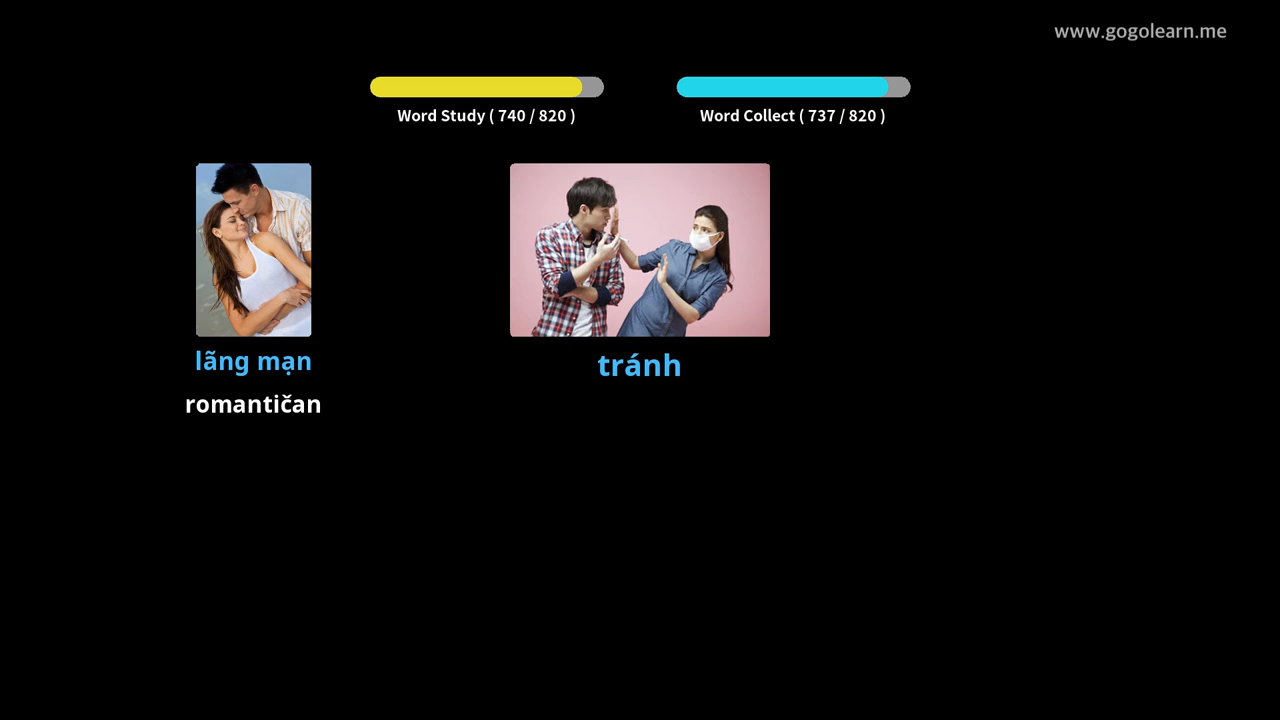 www.gogolearn.me
Word Study ( 740 / 820 )
Word Collect ( 737 / 820 )
lãng mạn
tránh
romantičan